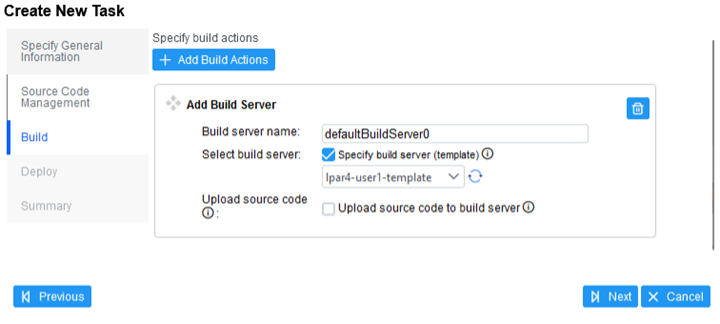 Create New Task
Specify General
Information
Source Code
Management
Build
Deploy
Summary
Specify build actions
Add Build Actions
Add Build Server
Build server name:
defaultBuildServer0
Select build server:
Specify build server (template)
lpar4-user1-template
Upload source code
:
Upload source code to build server
Previous
Next
Cancel